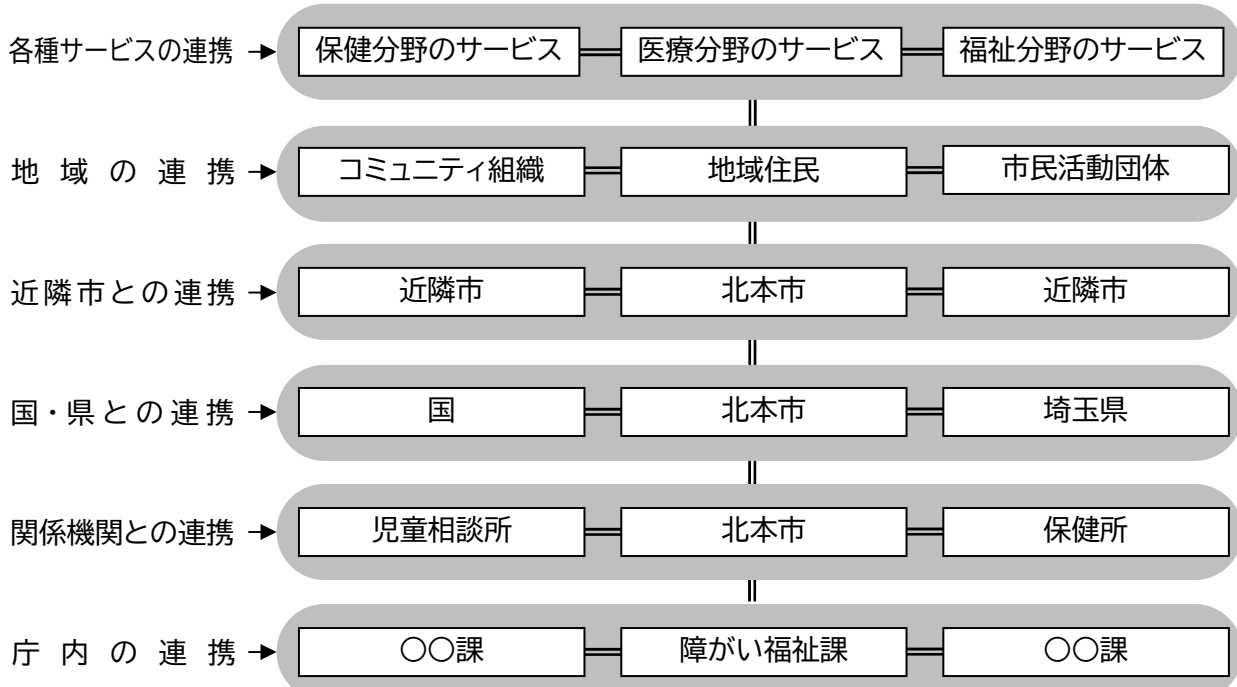 各種サービスの連携 保健分野のサービス 医療分野のサービス 福祉分野のサービス
地域の連携 コミュニティ組織 地域住民 市民活動団体
近隣市との連携 近隣市 北本市 近隣市
国・県との連携 国 北本市 埼玉県
関係機関との連携 児童相談所 北本市 保健所
庁内の連携 〇〇課 障がい福祉課 〇〇課